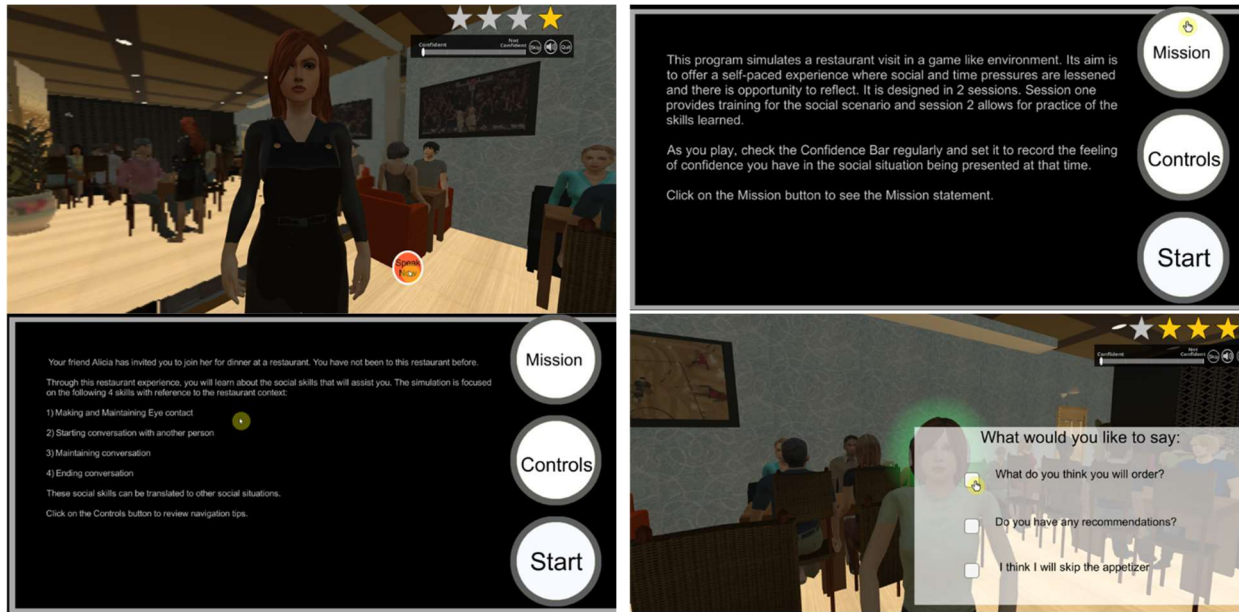 Confident
Not
Confident
Skip
Quit
Speak
Now
This program simulates a restaurant visit in a game like environment. Its aim is
to offer a self-paced experience where social and time pressures are lessened
and there is opportunity to reflect. It is designed in 2 sessions. Session one
provides training for the social scenario and session 2 allows for practice of the
skills learned.
As you play, check the Confidence Bar regularly and set it to record the feeling
of confidence you have in the social situation being presented at that time.
Click on the Mission button to see the Mission statement.
Mission
Controls
Start
Your friend Alicia has invited you to join her for dinner at a restaurant. You have not been to this restaurant before.
Through this restaurant experience, you will learn about the social skills that will assist you. The simulation is focused
on the following 4 skills with reference to the restaurant context:
1) Making and Maintaining Eye contact
2) Starting conversation with another person
3) Maintaining conversation
4) Ending conversation
These social skills can be translated to other social situations.
Click on the Controls button to review navigation tips.
Mission
Controls
Start
Confident
Not
Confident
Skip
What would you like to say:
What do you think you will order?
Do you have any recommendations?
I think I will skip the appetizer